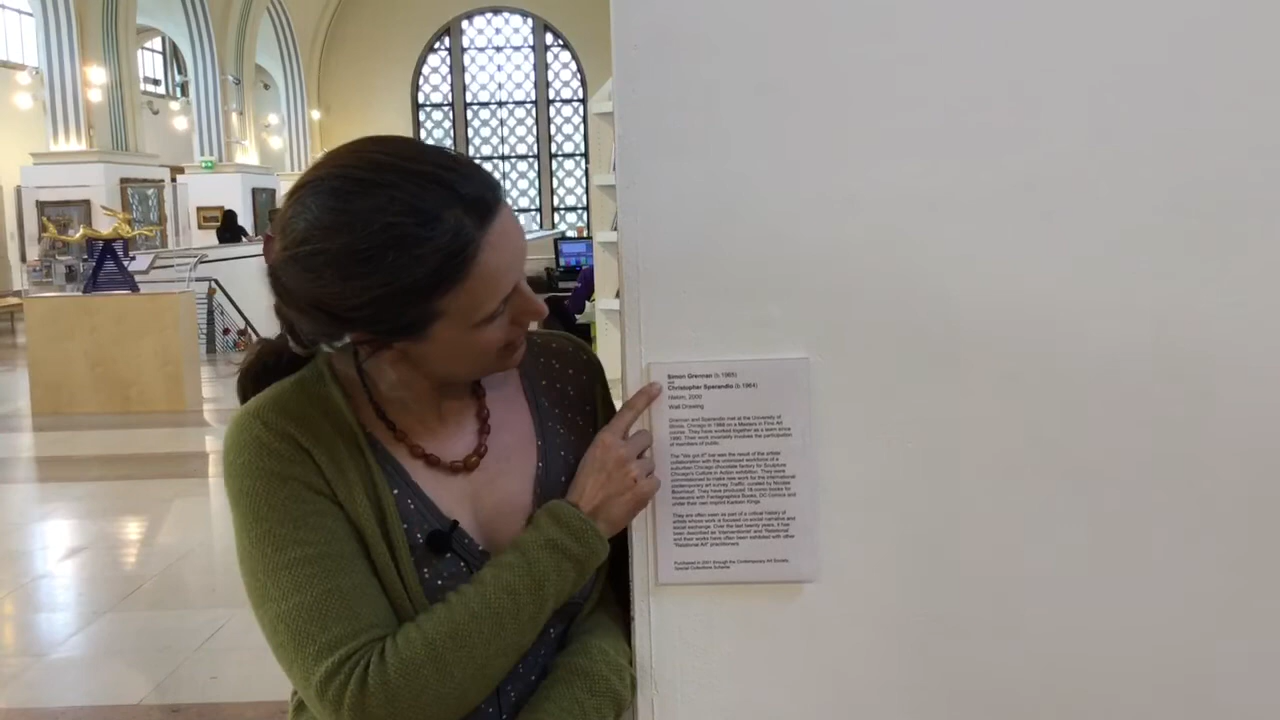 Simon Grennan (b.1965)
and
Christopher Sperandio (b.1964)
Hakim, 2000
Wall Drawing
Grennan and Sperandio met at the University of
Illinois, Chicago in 1988 on a Masters in Fine Art
course. They have worked together as a team since
1990. Their work invariably involves the participation
of members of public.
The "We got it!" bar was the result of the artists'
collaboration with the unionized workforce of a
suburban Chicago chocolate factory for Sculpture
Chicago's Culture in Action exhibition. They were
commissioned to make new work for the international
contemporary art survey Traffic, curated by Nicolas
Bourriaud. They have produced 18 comic books for
museums with Fantagraphics Books, DC Comics and
under their own imprint Kartoon Kings.
They are often seen as part of a critical history of
artists whose work is focused on social narrative and
social exchange. Over the last twenty years, it has
been described as 'Interventionist' and 'Relational'
and their works have often been exhibited with other
"Relational Art" practitioners.
Purchased in 2001 through the Contemporary Art Society,
Special Collections Scheme